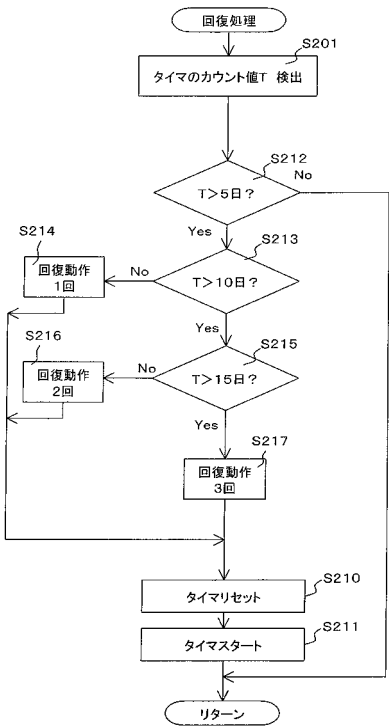 回復処理
S201
タイマのカウント値T 検出
S212
T>5日?
No
Yes
S213
T>10日?
No
S214
回復動作
1回
Yes
S215
T>15日?
No
S216
回復動作
2回
Yes
S217
回復動作
3回
S210
タイマリセット
S211
タイマスタート
リターン